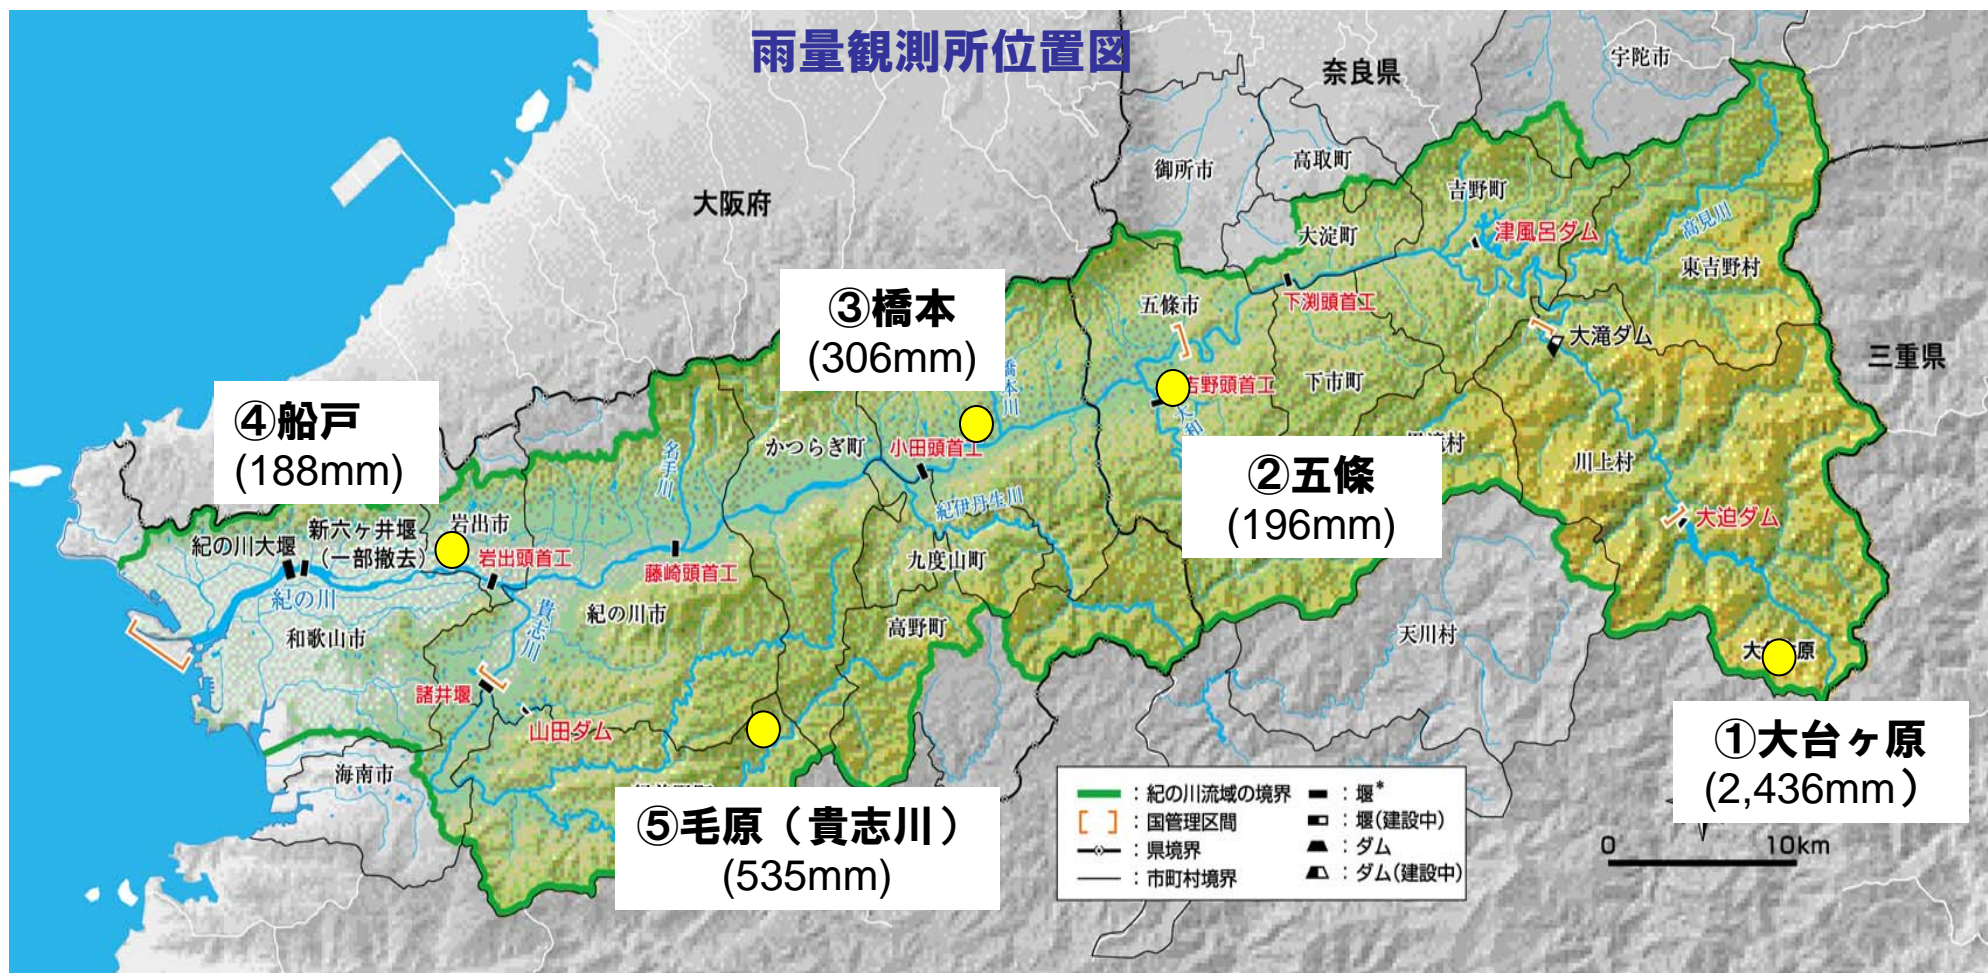 雨量観測所位置図
宇陀市
奈良県
御所市
高取町
吉野町
大阪府
大淀町
津風呂ダム
高見川
東吉野村
③橋本
(306mm)
五條市
下渕頭首工
大滝ダム
三重県
橋本川
吉野頭首工
下市町
④船戸
(188mm)
かつらぎ町
小田頭首工
名手川
大和
②五條
(196mm)
川上村
紀伊丹生川
大迫ダム
新六ヶ井堰
(一部撤去)
岩出市
紀の川大堰
岩出頭首工
藤崎頭首工
九度山町
紀の川
貴志川
紀の川市
和歌山市
高野町
天川村
大
原
諸井堰
山田ダム
海南市
①大台ヶ原
(2,436mm)
⑤毛原(貴志川)
(535mm)
:紀の川流域の境界
:国管理区間
:県境界
:市町村境界
:堰*
:堰(建設中)
:ダム
:ダム(建設中)
0 10km